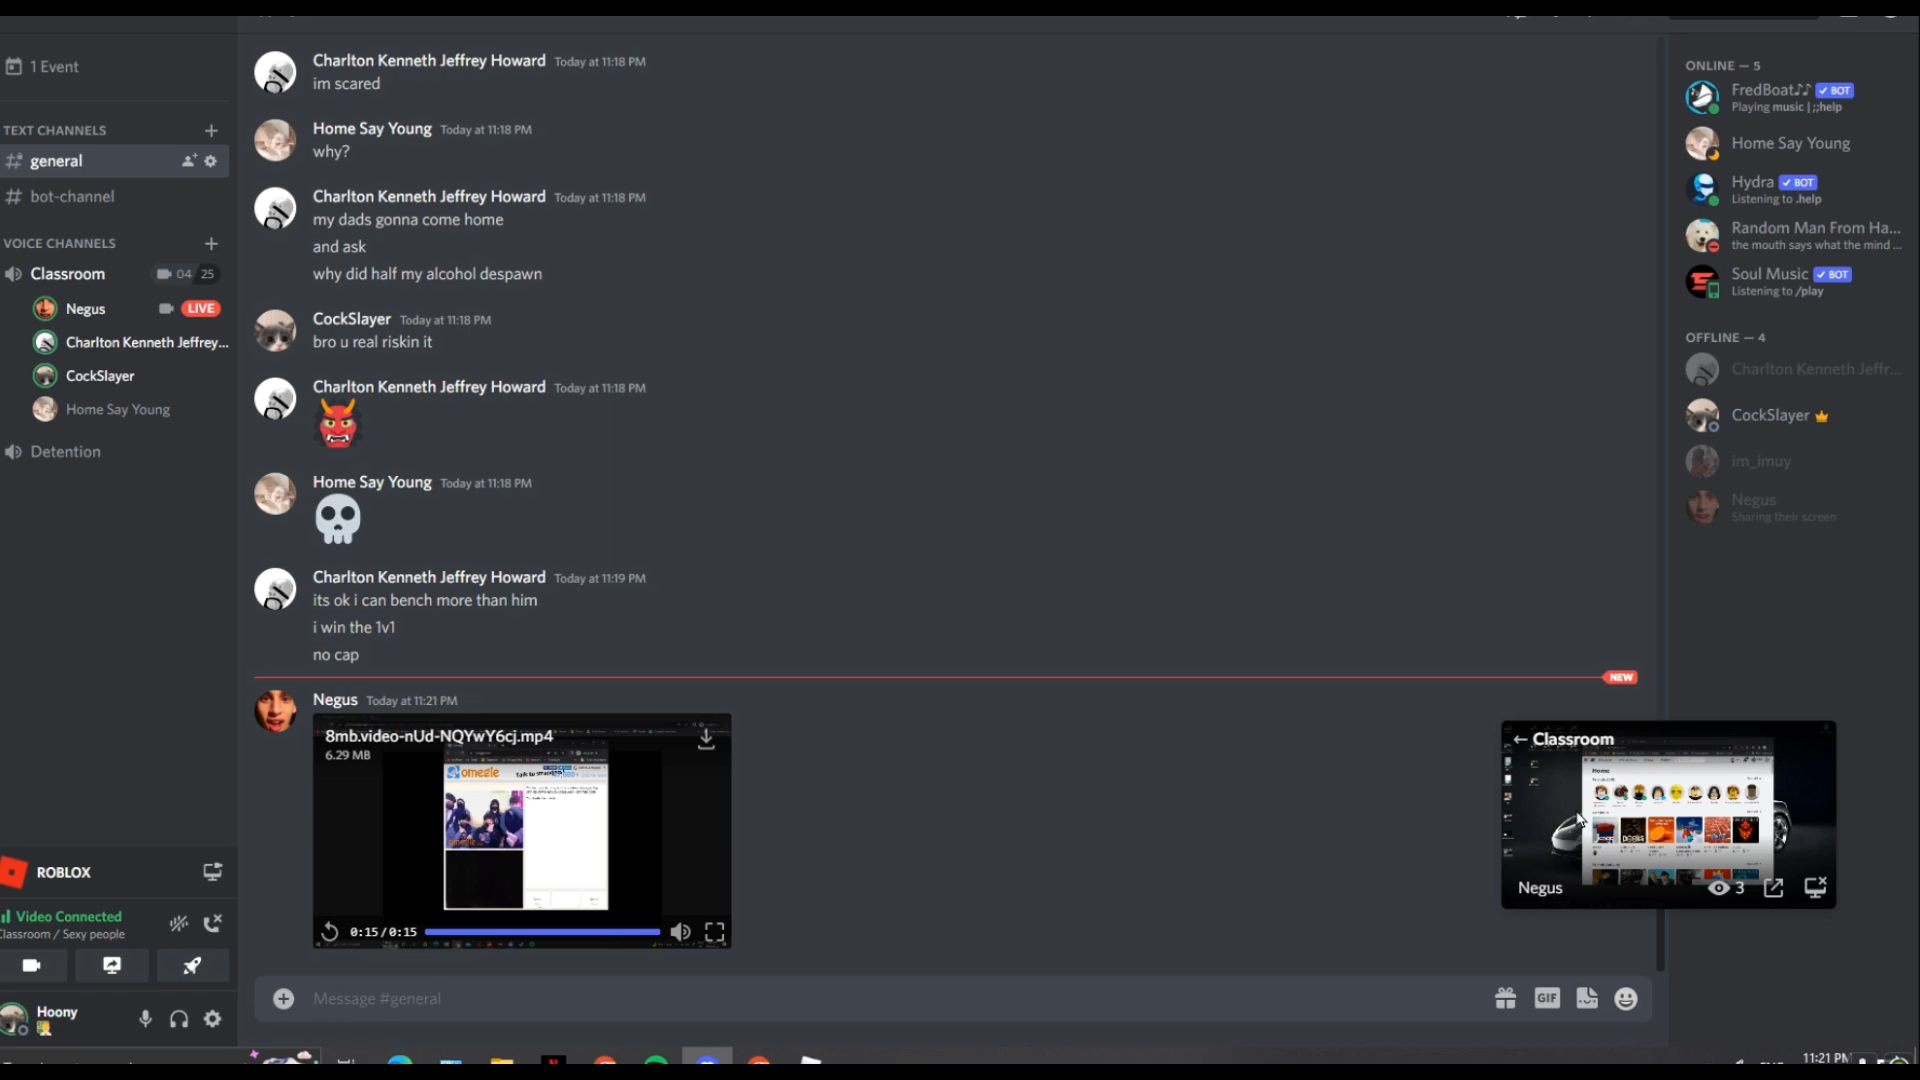 1 Event
TEXT CHANNELS
general
bot-channel
VOICE CHANNELS
Classroom
04 25
Negus
LIVE
Charlton Kenneth Jeffrey...
CockSlayer
Home Say Young
Detention
ROBLOX
Video Connected
Classroom / Sexy people
Hoony
Charlton Kenneth Jeffrey Howard Today at 11:18 PM
im scared
Home Say Young Today at 11:18 PM
why?
Charlton Kenneth Jeffrey Howard Today at 11:18 PM
my dads gonna come home
and ask
why did half my alcohol despawn
CockSlayer Today at 11:18 PM
bro u real riskin it
Charlton Kenneth Jeffrey Howard Today at 11:18 PM
Home Say Young Today at 11:18 PM
Charlton Kenneth Jeffrey Howard Today at 11:19 PM
its ok i can bench more than him
i win the 1v1
no cap
NEW
Negus Today at 11:21 PM
8mb.video-nUd-NQYwY6cj.mp4
6.29 MB
omegle
Talk to strangers!
0:15/0:15
Message #general
GIF
ONLINE — 5
FredBoat♪♪ ✓ BOT
Playing music | ;;help
Home Say Young
Hydra ✓ BOT
Listening to .help
Random Man From Ha...
the mouth says what the mind ...
Soul Music ✓ BOT
Listening to /play
OFFLINE — 4
Charlton Kenneth Jeffr...
CockSlayer
im_imuy
Negus
Sharing their screen
← Classroom
Home
DOORS
Negus
3
11:21 PM